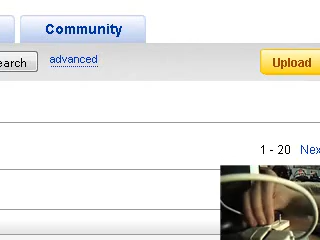 Community
earch
advanced
Upload
1 - 20 Nex